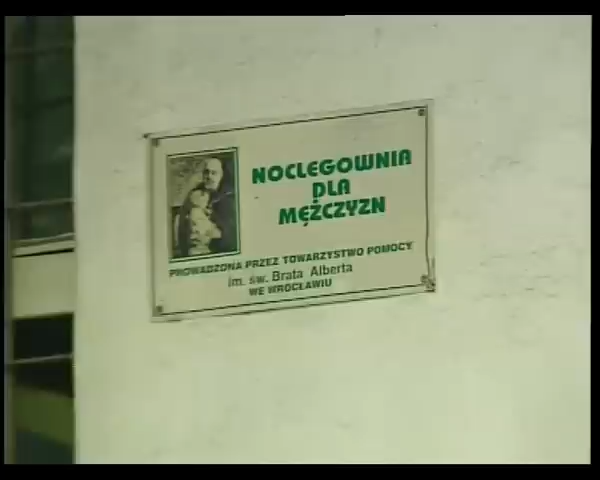 NOCLEGOWNIA
DLA
MĘŻCZYZN
PROWADZONA PRZEZ TOWARZYSTWO POMOCY
im. św. Brata Alberta
WE WROCŁAWIU